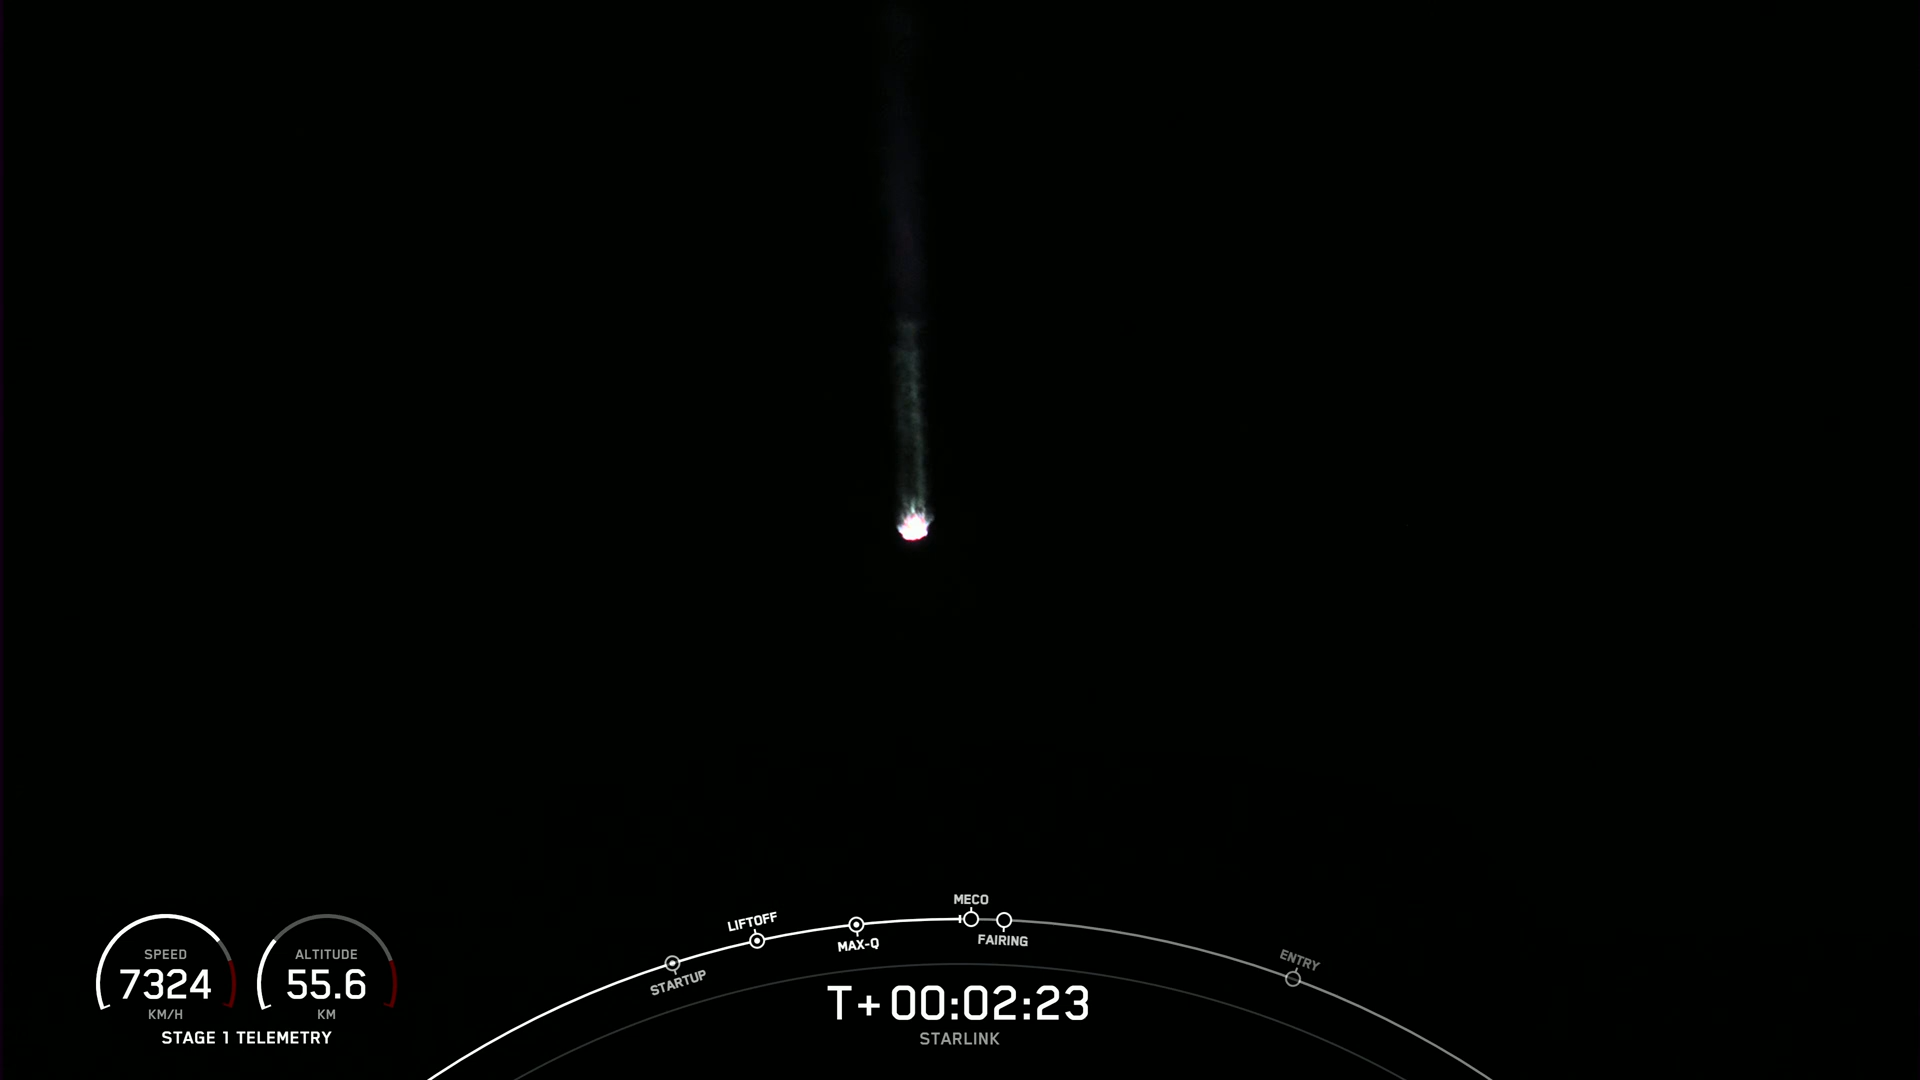 SPEED
7324
KM/H
ALTITUDE
55.6
KM
STAGE 1 TELEMETRY
STARTUP
LIFTOFF
MAX-Q
MECO
FAIRING
ENTRY
T+00:02:23
STARLINK